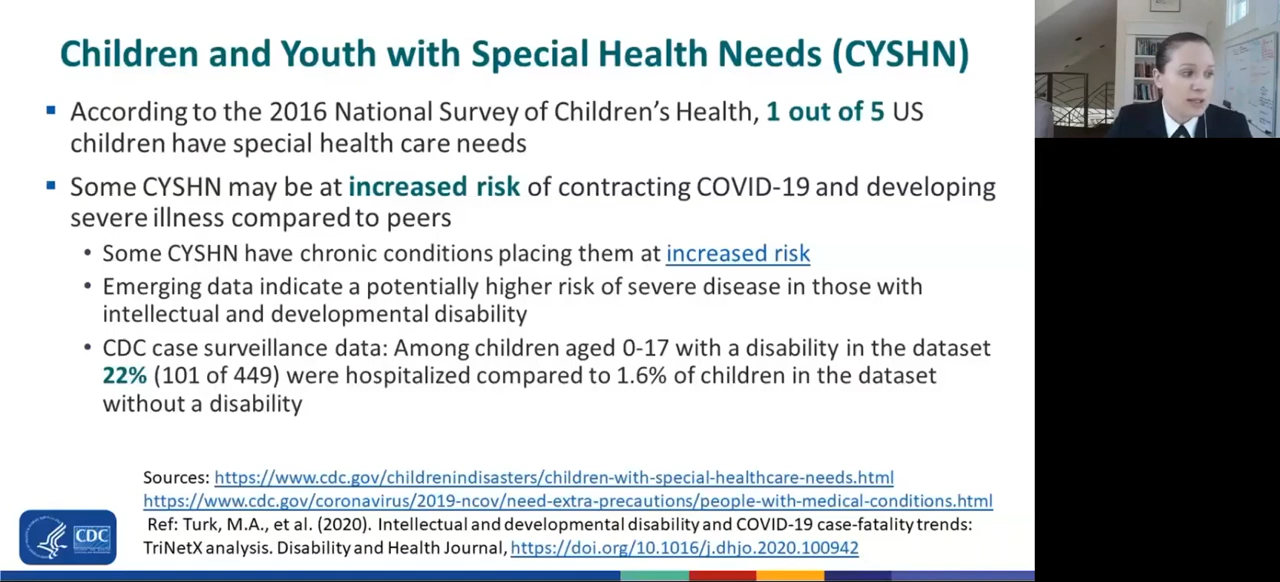 Children and Youth with Special Health Needs (CYSHN)
▪ According to the 2016 National Survey of Children's Health, 1 out of 5 US
children have special health care needs
▪ Some CYSHN may be at increased risk of contracting COVID-19 and developing
severe illness compared to peers
• Some CYSHN have chronic conditions placing them at increased risk
• Emerging data indicate a potentially higher risk of severe disease in those with
intellectual and developmental disability
• CDC case surveillance data: Among children aged 0-17 with a disability in the dataset
22% (101 of 449) were hospitalized compared to 1.6% of children in the dataset
without a disability
Sources: https://www.cdc.gov/childrenindisasters/children-with-special-healthcare-needs.html
https://www.cdc.gov/coronavirus/2019-ncov/need-extra-precautions/people-with-medical-conditions.html
Ref: Turk, M.A., et al. (2020). Intellectual and developmental disability and COVID-19 case-fatality trends:
TriNetX analysis. Disability and Health Journal, https://doi.org/10.1016/j.dhjo.2020.100942
CDC